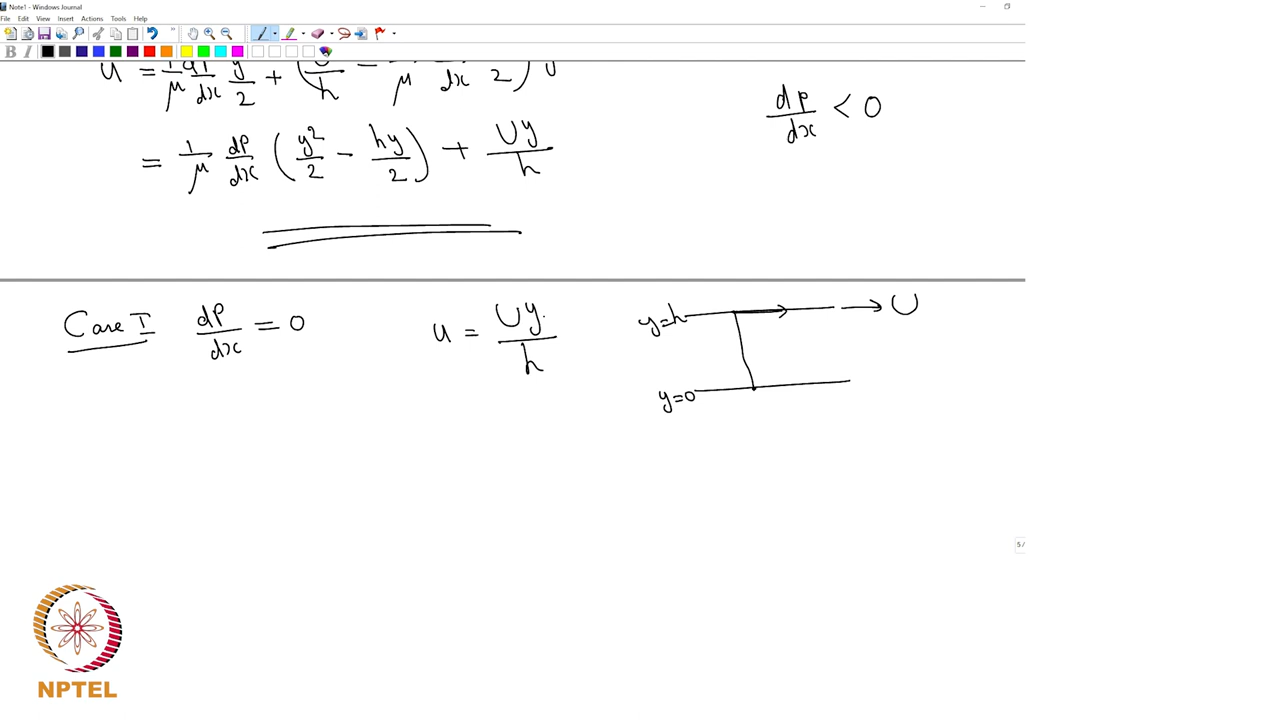 Note1 - Windows Journal
File Edit View Insert Actions Tools Help
B I
= 1/μ dP/dx (y²/2 - hy/2) + Uy/h
dp/dx < 0
Case I dP/dx = 0
u = Uy/h
y=h
U
y=0
5/
NPTEL